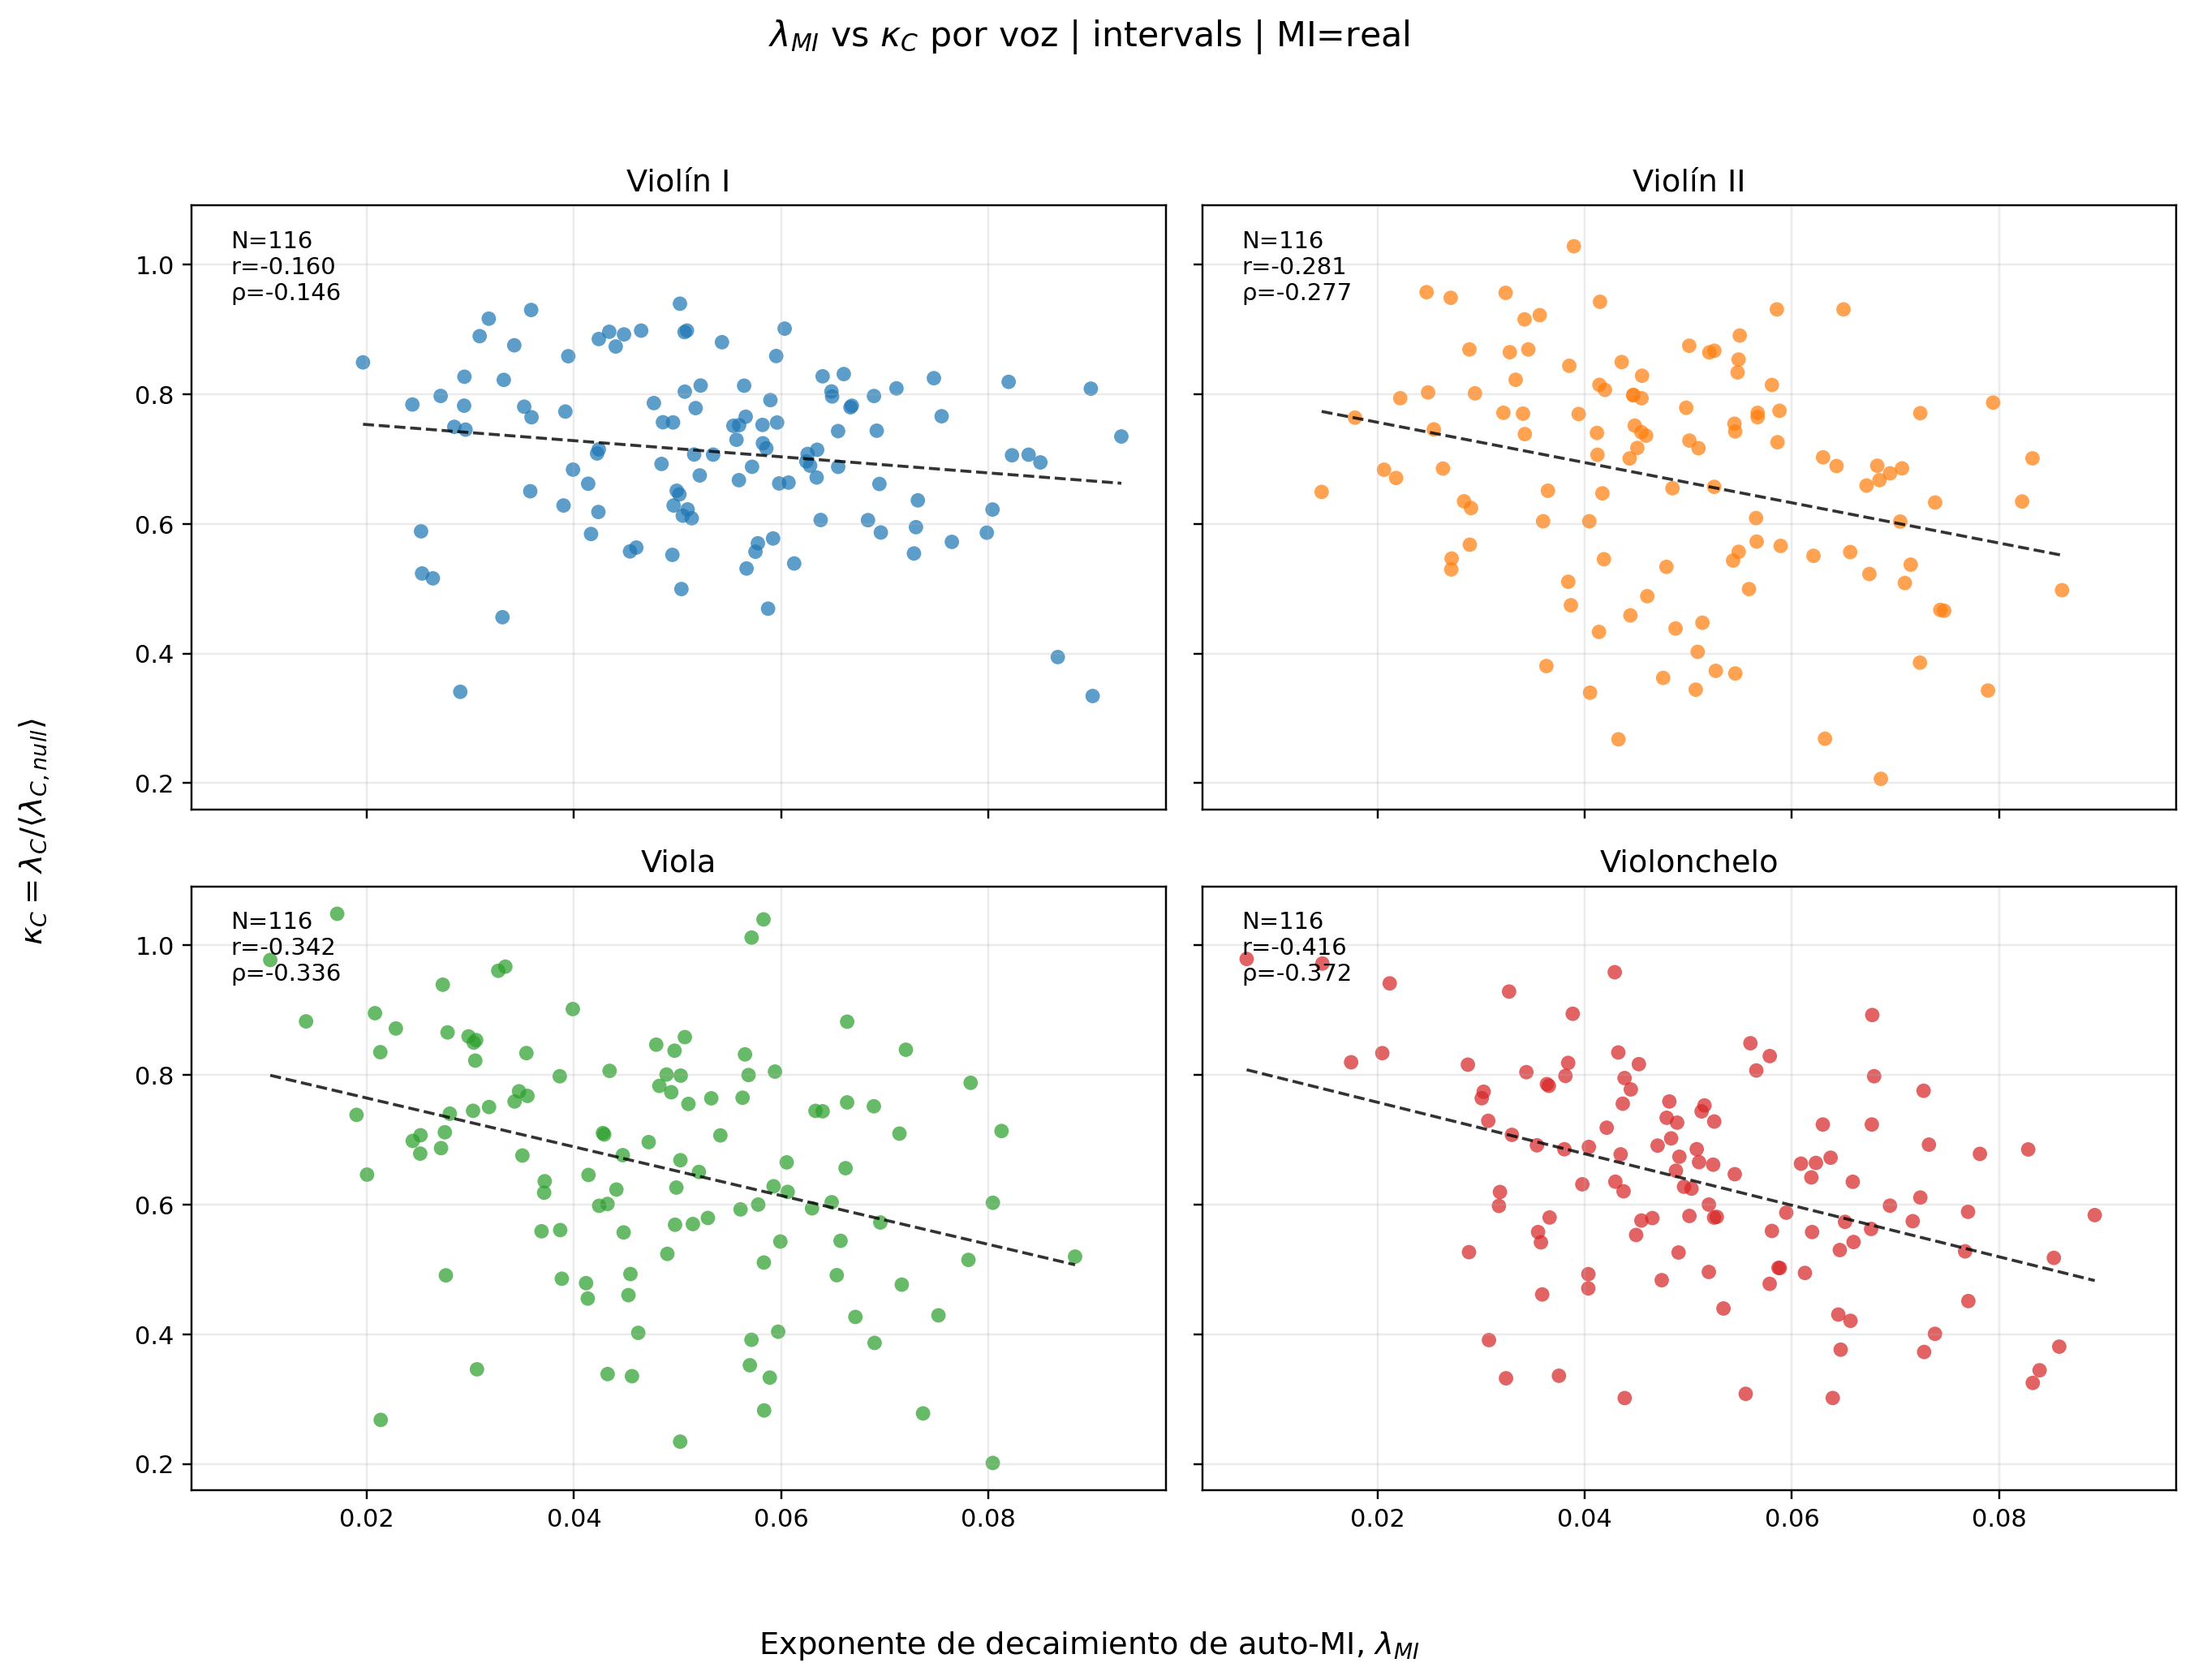 λ_MI vs κ_C por voz | intervals | MI=real
Violín I
N=116
r=-0.160
ρ=-0.146
1.0
0.8
0.6
0.4
0.2
Violín II
N=116
r=-0.281
ρ=-0.277
κ_C = λ_C/⟨λ_C,null⟩
Viola
N=116
r=-0.342
ρ=-0.336
1.0
0.8
0.6
0.4
0.2
0.02 0.04 0.06 0.08
Violonchelo
N=116
r=-0.416
ρ=-0.372
0.02 0.04 0.06 0.08
Exponente de decaimiento de auto-MI, λ_MI